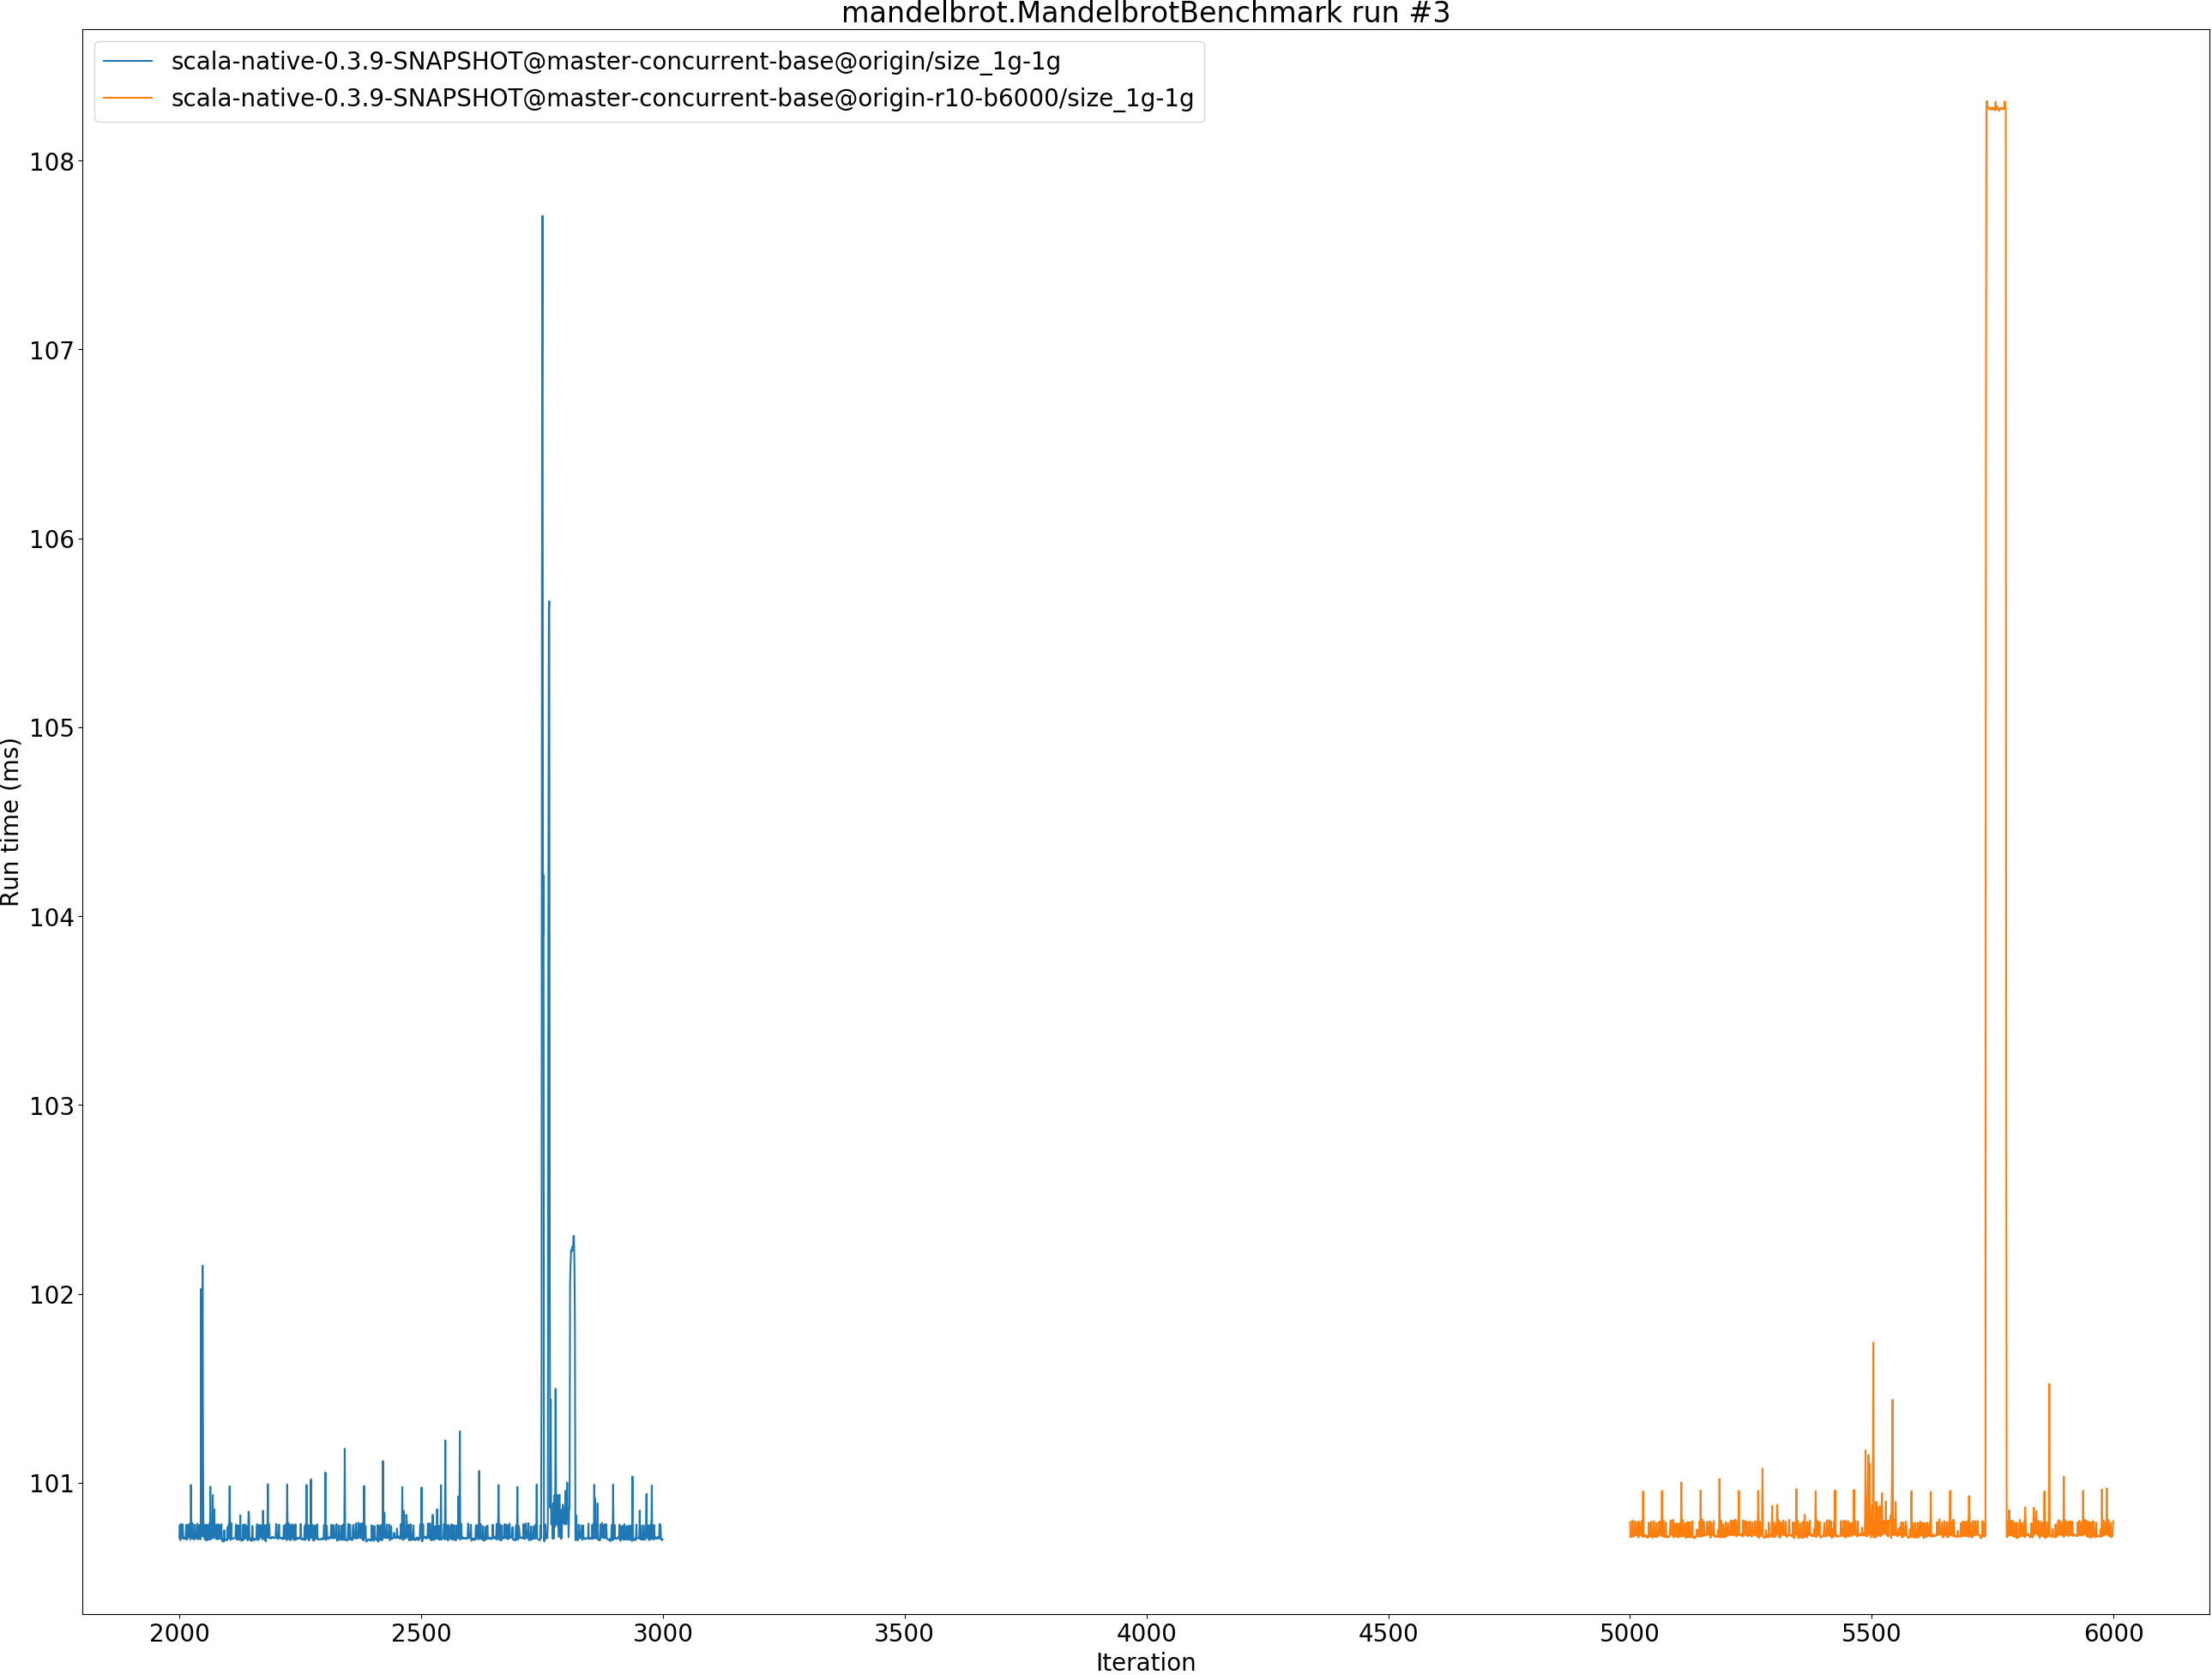 mandelbrot.MandelbrotBenchmark run #3
scala-native-0.3.9-SNAPSHOT@master-concurrent-base@origin/size_1g-1g
scala-native-0.3.9-SNAPSHOT@master-concurrent-base@origin-r10-b6000/size_1g-1g
108
107
106
105
104
103
102
101
Run time (ms)
2000 2500 3000 3500 4000 4500 5000 5500 6000
Iteration